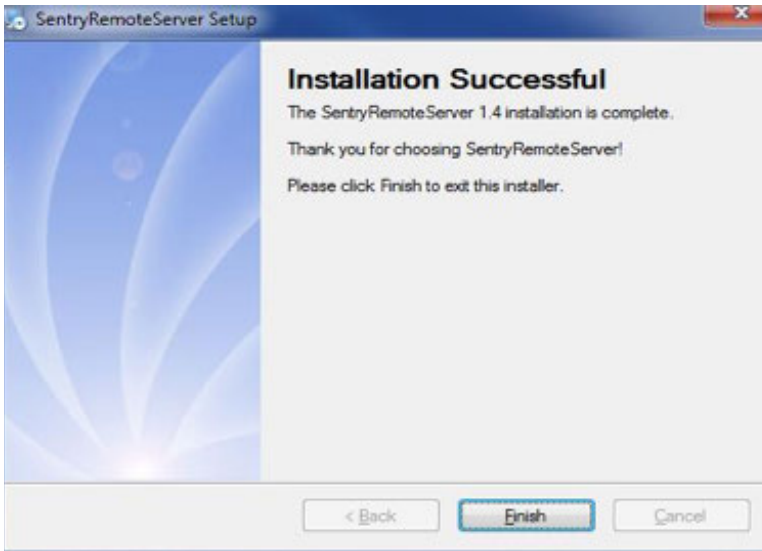 SentryRemoteServer Setup
Installation Successful
The SentryRemoteServer 1.4 installation is complete.
Thank you for choosing SentryRemoteServer!
Please click Finish to exit this installer.
< Back
Finish
Cancel